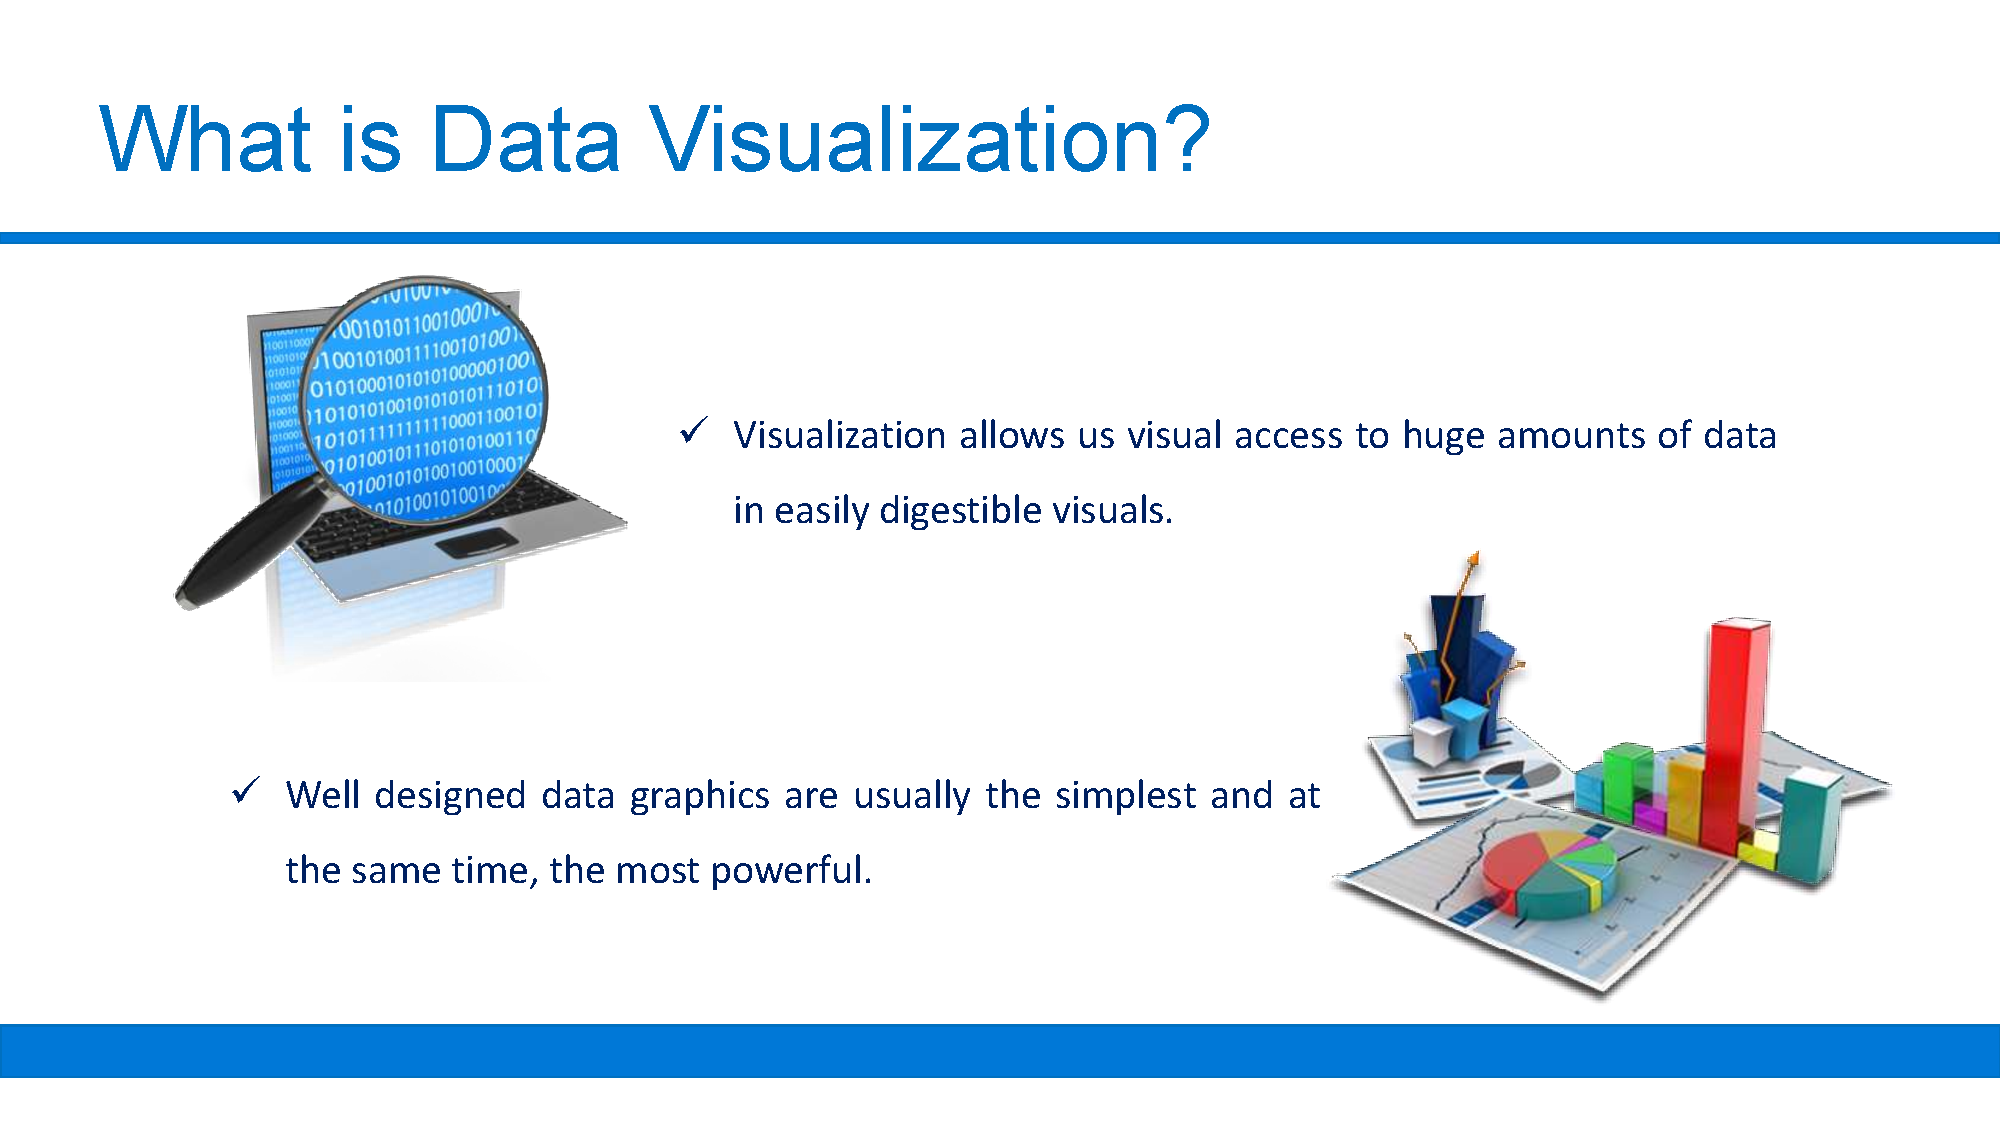 What is Data Visualization?
✓ Visualization allows us visual access to huge amounts of data
in easily digestible visuals.
✓ Well designed data graphics are usually the simplest and at
the same time, the most powerful.